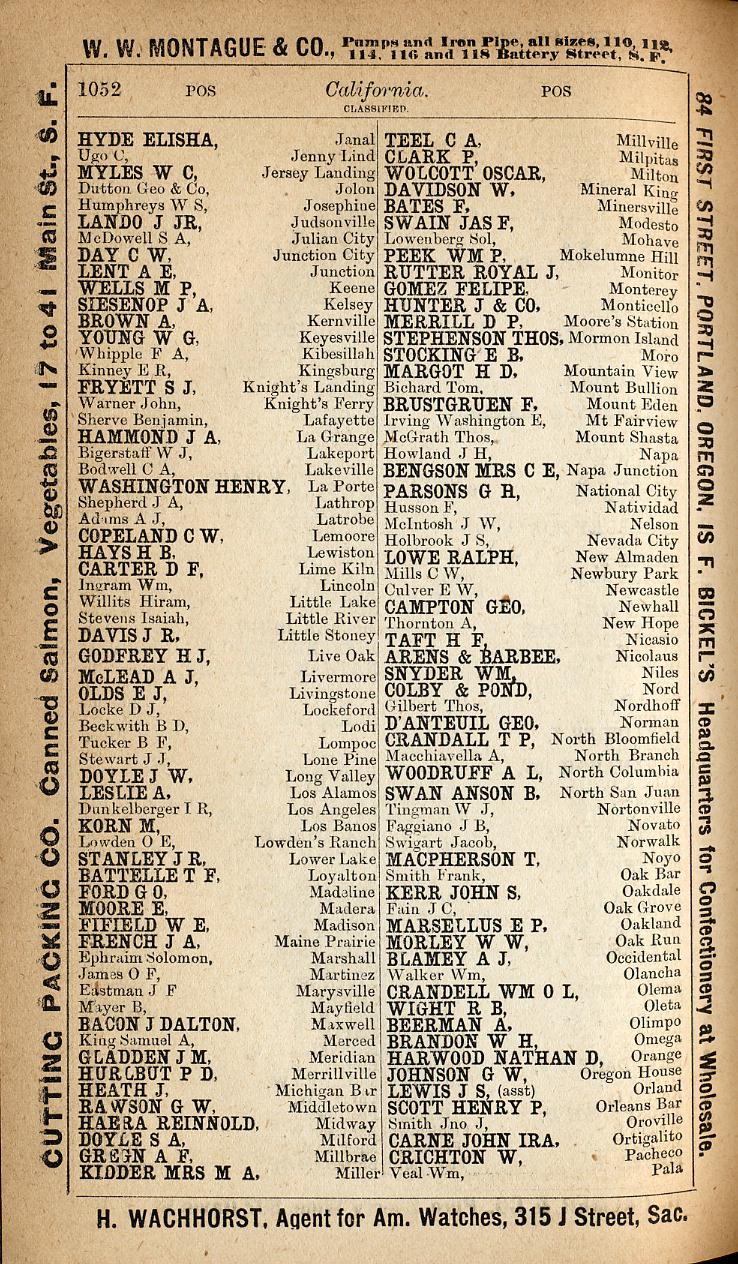 W. W. MONTAGUE & CO., Pumps and Iron Pipe, all sizes, 110, 112,
114, 116 and 118 Battery Street, S. F.
1052 POS California. POS
CLASSIFIED.
HYDE ELISHA, Janal
Ugo C, Jenny Lind
MYLES W C, Jersey Landing
Dutton Geo & Co, Jolon
Humphreys W S, Josephine
LANDO J JR, Judsonville
McDowell S A, Julian City
DAY C W, Junction City
LENT A E, Junction
WELLS M P, Keene
SIESENOP J A, Kelsey
BROWN A, Kernville
YOUNG W G, Keyesville
Whipple F A, Kibesillah
Kinney E R, Kingsburg
FRYETT S J, Knight's Landing
Warner John, Knight's Ferry
Sherve Benjamin, Lafayette
HAMMOND J A, La Grange
Bigerstaff W J, Lakeport
Bodwell C A, Lakeville
WASHINGTON HENRY, La Porte
Shepherd J A, Lathrop
Adams A J, Latrobe
COPELAND C W, Lemoore
HAYS H B, Lewiston
CARTER D F, Lime Kiln
Ingram Wm, Lincoln
Willits Hiram, Little Lake
Stevens Isaiah, Little River
DAVIS J R, Little Stoney
GODFREY H J, Live Oak
McLEAD A J, Livermore
OLDS E J, Livingstone
Locke D J, Lockeford
Beckwith B D, Lodi
Tucker B F, Lompoc
Stewart J J, Lone Pine
DOYLE J W, Long Valley
LESLIE A, Los Alamos
Dunkelberger I R, Los Angeles
KORN M, Los Banos
Lowden O E, Lowden's Ranch
STANLEY J R, Lower Lake
BATTELLE T F, Loyalton
FORD G O, Madaline
MOORE E, Madera
FIFIELD W E, Madison
FRENCH J A, Maine Prairie
Ephraim Solomon, Marshall
James O F, Martinez
Eastman J F Marysville
Mayer B, Mayfield
BACON J DALTON, Maxwell
King Samuel A, Merced
GLADDEN J M, Meridian
HURLBUT P D, Merrillville
HEATH J, Michigan Bar
RAWSON G W, Middletown
HAERA REINNOLD, Midway
DOYLE S A, Milford
GREEN A F, Millbrae
KIDDER MRS M A, Miller
TEEL C A, Millville
CLARK P, Milpitas
WOLCOTT OSCAR, Milton
DAVIDSON W, Mineral King
BATES F, Minersville
SWAIN JAS F, Modesto
Lowenberg Sol, Mohave
PEEK WM P, Mokelumne Hill
RUTTER ROYAL J, Monitor
GOMEZ FELIPE, Monterey
HUNTER J & CO, Monticello
MERRILL D P, Moore's Station
STEPHENSON THOS, Mormon Island
STOCKING E B, Moro
MARGOT H D, Mountain View
Bichard Tom, Mount Bullion
BRUSTGRUEN F, Mount Eden
Irving Washington E, Mt Fairview
McGrath Thos, Mount Shasta
Howland J H, Napa
BENGSON MRS C E, Napa Junction
PARSONS G H, National City
Husson F, Natividad
McIntosh J W, Nelson
Holbrook J S, Nevada City
LOWE RALPH, New Almaden
Mills C W, Newbury Park
Culver E W, Newcastle
CAMPTON GEO, Newhall
Thornton A, New Hope
TAFT H F, Nicasio
ARENS & BARBEE, Nicolaus
SNYDER WM, Niles
COLBY & POND, Nord
Gilbert Thos, Nordhoff
D'ANTEUIL GEO, Norman
CRANDALL T P, North Bloomfield
Macchiavella A, North Branch
WOODRUFF A L, North Columbia
SWAN ANSON B, North San Juan
Tingman W J, Nortonville
Faggiano J B, Novato
Swigart Jacob, Norwalk
MACPHERSON T, Noyo
Smith Frank, Oak Bar
KERR JOHN S, Oakdale
Fain J C, Oak Grove
MARSELLUS E P, Oakland
MORLEY W W, Oak Run
BLAMEY A J, Occidental
Walker Wm, Olancha
CRANDELL WM O L, Olema
WIGHT R B, Oleta
BEERMAN A, Olimpo
BRANDON W H, Omega
HARWOOD NATHAN D, Orange
JOHNSON G W, Oregon House
LEWIS J S, (asst) Orland
SCOTT HENRY P, Orleans Bar
Smith Jno J, Oroville
CARNE JOHN IRA, Ortigalito
CRICHTON W, Pacheco
Veal Wm, Pala
CUTTING PACKING CO. Canned Salmon, Vegetables, 17 to 41 Main St., S. F.
84 FIRST STREET, PORTLAND, OREGON, IS F. BICKEL'S Headquarters for Confectionery at Wholesale.
H. WACHHORST, Agent for Am. Watches, 315 J Street, Sac.